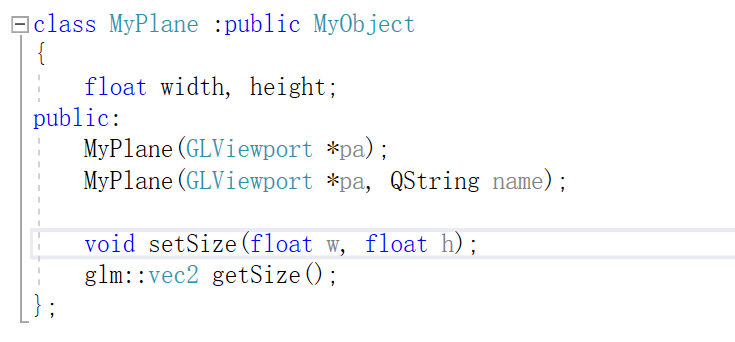 class MyPlane :public MyObject
{
    float width, height;
public:
    MyPlane(GLViewport *pa);
    MyPlane(GLViewport *pa, QString name);
    void setSize(float w, float h);
    glm::vec2 getSize();
};